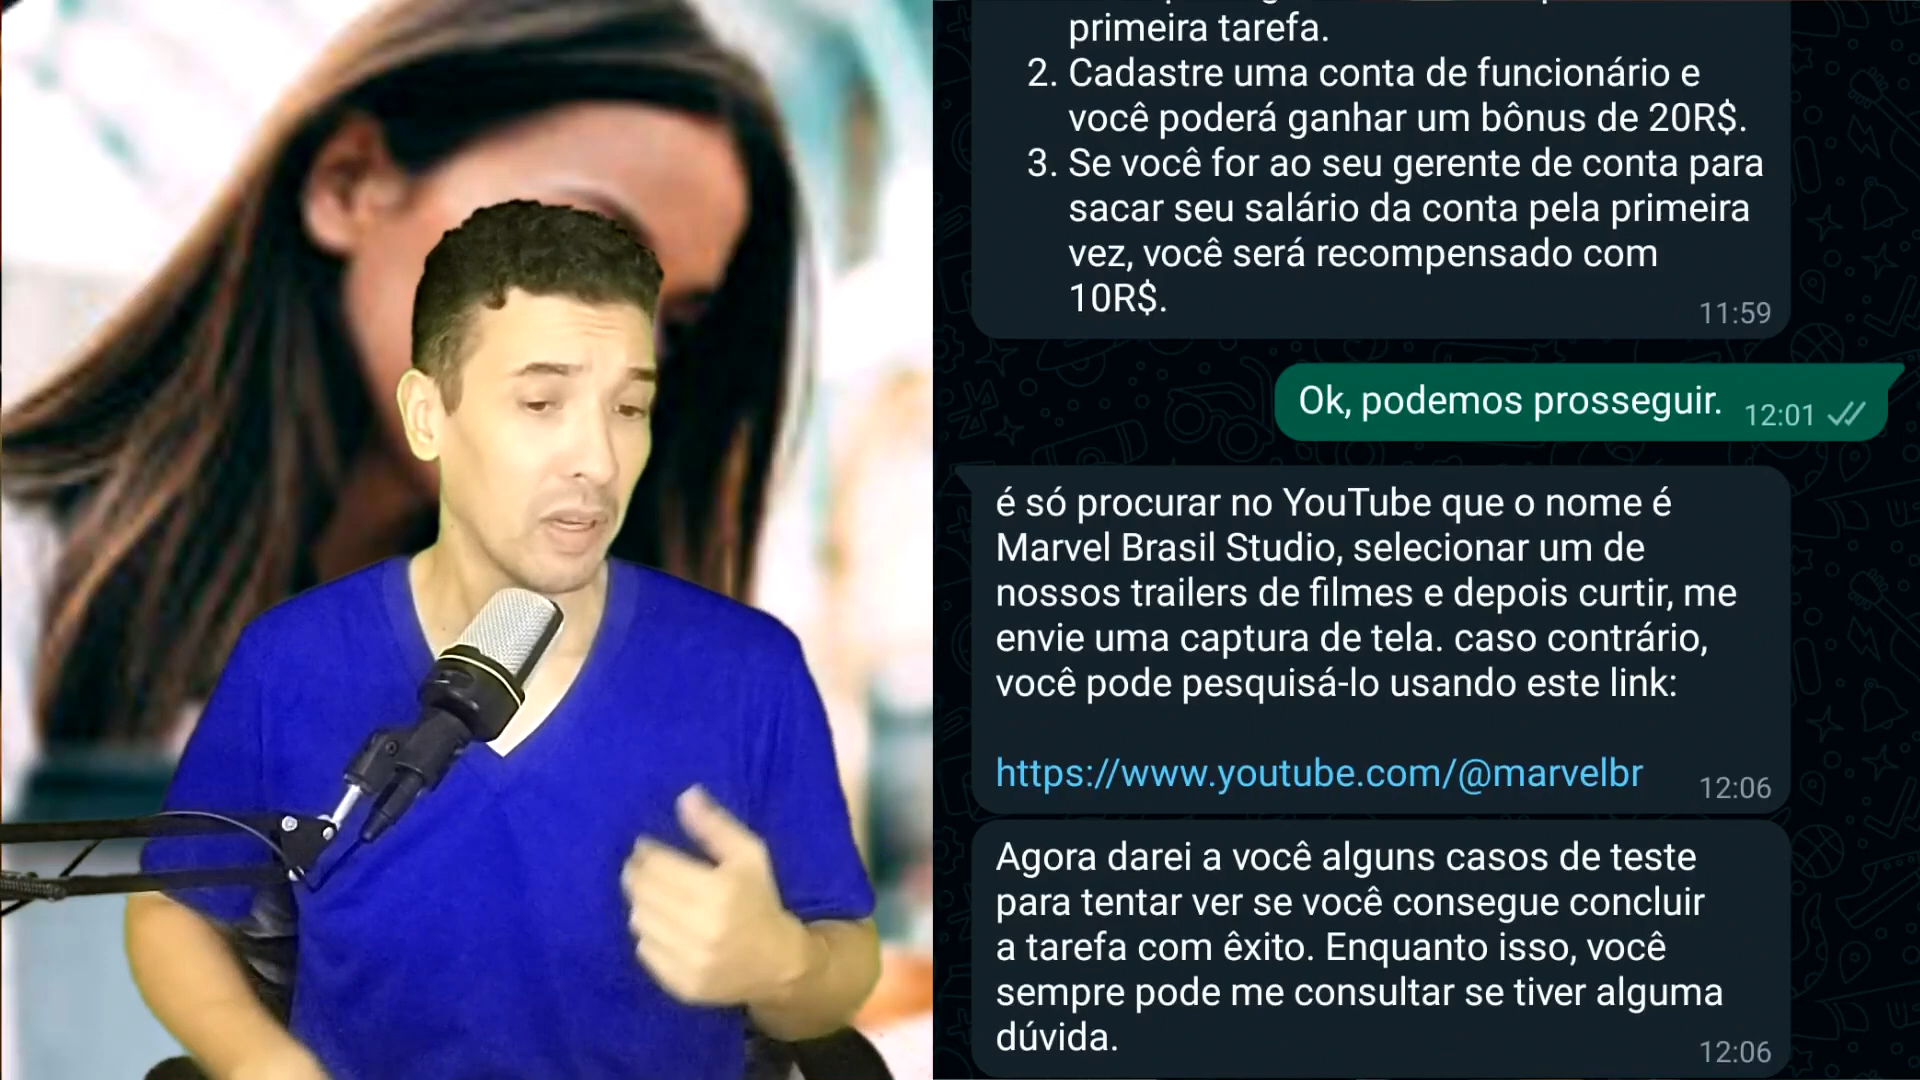 primeira tarefa.
2. Cadastre uma conta de funcionário e
você poderá ganhar um bônus de 20R$.
3. Se você for ao seu gerente de conta para
sacar seu salário da conta pela primeira
vez, você será recompensado com
10R$.
11:59
Ok, podemos prosseguir.
12:01
é só procurar no YouTube que o nome é
Marvel Brasil Studio, selecionar um de
nossos trailers de filmes e depois curtir, me
envie uma captura de tela. caso contrário,
você pode pesquisá-lo usando este link:
https://www.youtube.com/@marvelbr
12:06
Agora darei a você alguns casos de teste
para tentar ver se você consegue concluir
a tarefa com êxito. Enquanto isso, você
sempre pode me consultar se tiver alguma
dúvida.
12:06